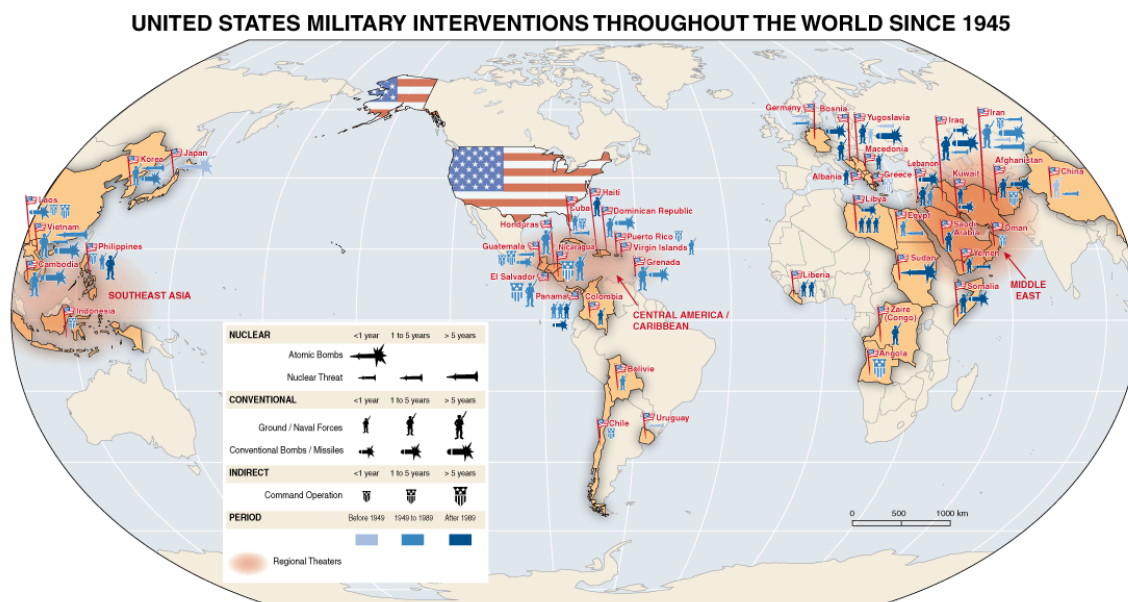 UNITED STATES MILITARY INTERVENTIONS THROUGHOUT THE WORLD SINCE 1945
Germany
Bosnia
Yugoslavia
Iraq
Iran
Macedonia
Lebanon
Kuwait
Afghanistan
China
Albania
Greece
Libya
Egypt
Saudi
Arabia
Oman
Yemen
Sudan
Somalia
Liberia
Zaire
(Congo)
Angola
MIDDLE
EAST
Korea
Japan
Laos
Vietnam
Cambodia
Philippines
SOUTHEAST ASIA
Indonesia
Haiti
Cuba
Dominican Republic
Honduras
Puerto Rico
Guatemala
Nicaragua
Virgin Islands
Grenada
El Salvador
Panama
Colombia
CENTRAL AMERICA /
CARIBBEAN
Bolivie
Chile
Uruguay
NUCLEAR <1 year 1 to 5 years > 5 years
Atomic Bombs
Nuclear Threat
CONVENTIONAL <1 year 1 to 5 years > 5 years
Ground / Naval Forces
Conventional Bombs / Missiles
INDIRECT <1 year 1 to 5 years > 5 years
Command Operation
PERIOD Before 1949 1949 to 1989 After 1989
Regional Theaters
0 500 1000 km